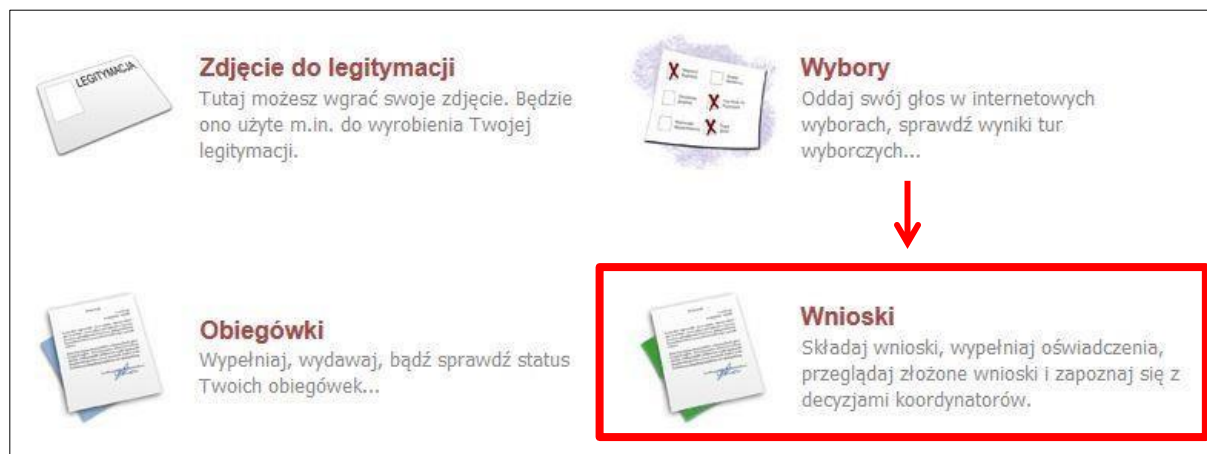 LEGITYMACJA
Zdjęcie do legitymacji
Tutaj możesz wgrać swoje zdjęcie. Będzie
ono użyte m.in. do wyrobienia Twojej
legitymacji.
Wybory
Oddaj swój głos w internetowych
wyborach, sprawdź wyniki tur
wyborczych...
Obiegówki
Wypełniaj, wydawaj, bądź sprawdź status
Twoich obiegówek...
Wnioski
Składaj wnioski, wypełniaj oświadczenia,
przeglądaj złożone wnioski i zapoznaj się z
decyzjami koordynatorów.